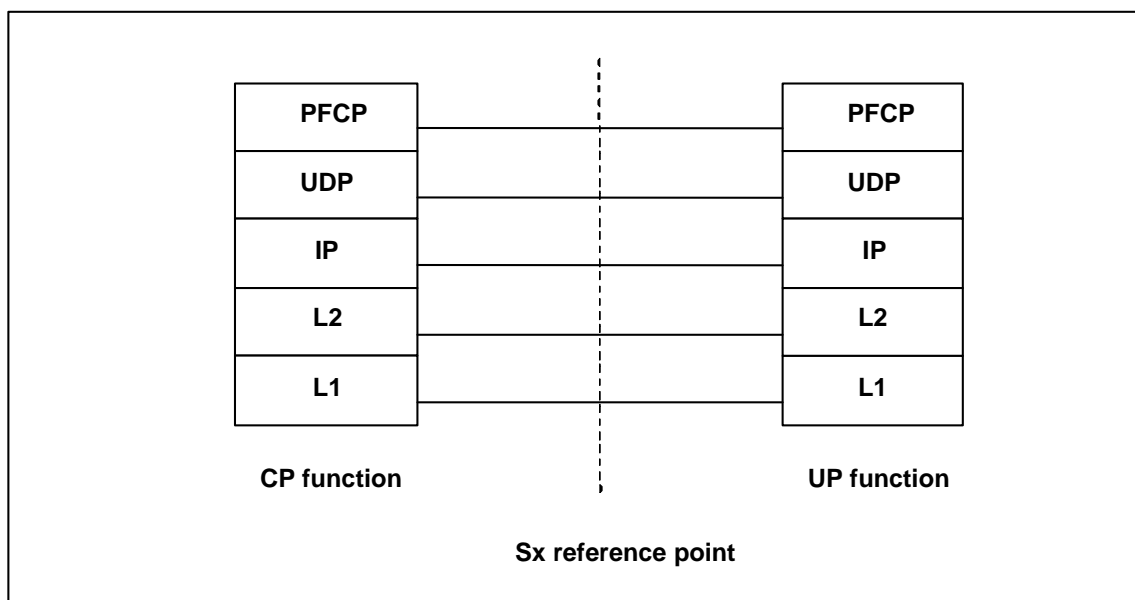 PFCP PFCP
UDP UDP
IP IP
L2 L2
L1 L1
CP function UP function
Sx reference point